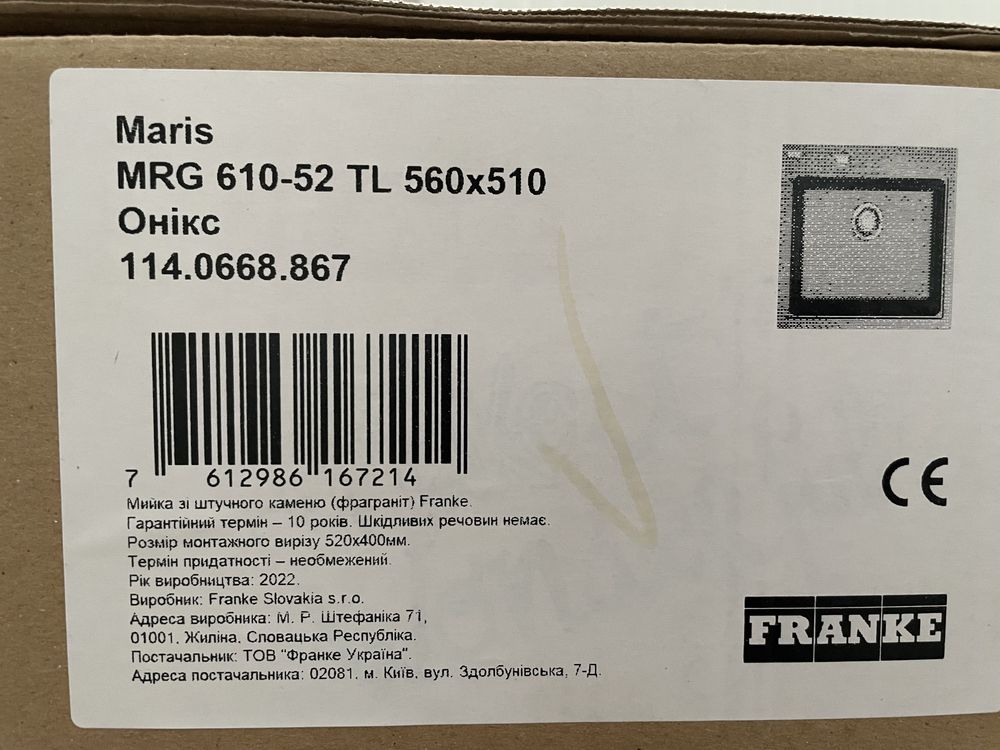 Maris
MRG 610-52 TL 560x510
Онікс
114.0668.867
7 612986 167214
Мийка зі штучного каменю (фраграніт) Franke.
Гарантійний термін – 10 років. Шкідливих речовин немає.
Розмір монтажного вирізу 520x400мм.
Термін придатності – необмежений.
Рік виробництва: 2022.
Виробник: Franke Slovakia s.r.o.
Адреса виробника: М. Р. Штефаніка 71,
01001, Жиліна, Словацька Республіка.
Постачальник: ТОВ "Франке Україна".
Адреса постачальника: 02081, м. Київ, вул. Здолбунівська, 7-Д.
CE
FRANKE